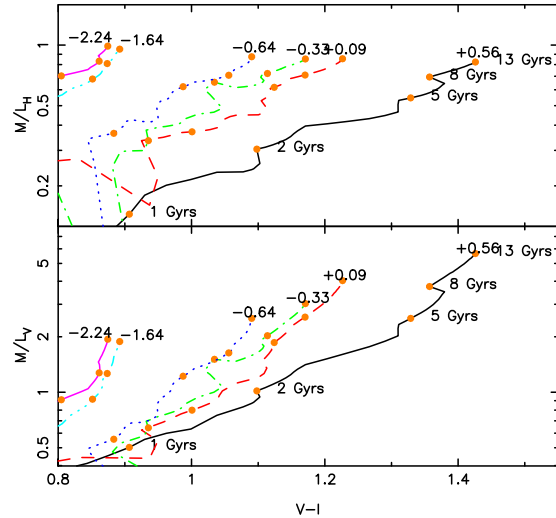 −2.24
−1.64
−0.64
−0.33
+0.09
+0.56
13 Gyrs
8 Gyrs
5 Gyrs
2 Gyrs
1 Gyrs
M/LH
1
0.5
0.2
−2.24
−1.64
−0.64
−0.33
+0.09
+0.56
13 Gyrs
8 Gyrs
5 Gyrs
2 Gyrs
1 Gyrs
M/LV
5
2
1
0.5
0.8
1
1.2
1.4
V−I